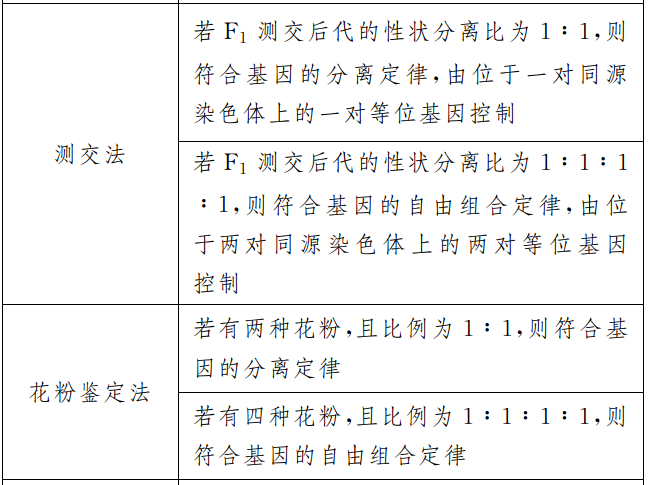 测交法
若 F₁ 测交后代的性状分离比为 1∶1,则
符合基因的分离定律,由位于一对同源
染色体上的一对等位基因控制
若 F₁ 测交后代的性状分离比为 1∶1∶1
∶1,则符合基因的自由组合定律,由位
于两对同源染色体上的两对等位基因
控制
花粉鉴定法
若有两种花粉,且比例为 1∶1,则符合基
因的分离定律
若有四种花粉,且比例为 1∶1∶1∶1,则
符合基因的自由组合定律